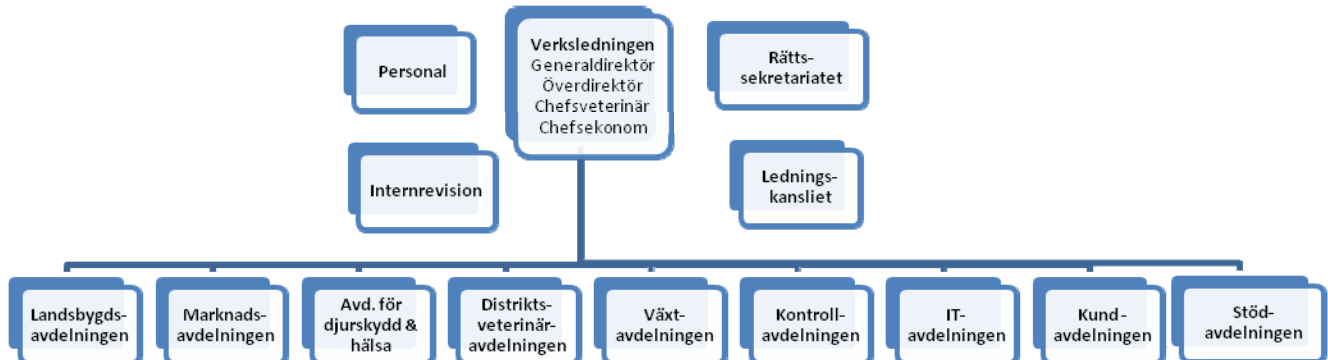 Personal
Verksledningen
Generaldirektör
Överdirektör
Chefsveterinär
Chefsekonom
Rätts-
sekretariatet
Internrevision
Lednings-
kansliet
Landsbygds-
avdelningen
Marknads-
avdelningen
Avd. för
djurskydd &
hälsa
Distrikts-
veterinär-
avdelningen
Växt-
avdelningen
Kontroll-
avdelningen
IT-
avdelningen
Kund-
avdelningen
Stöd-
avdelningen